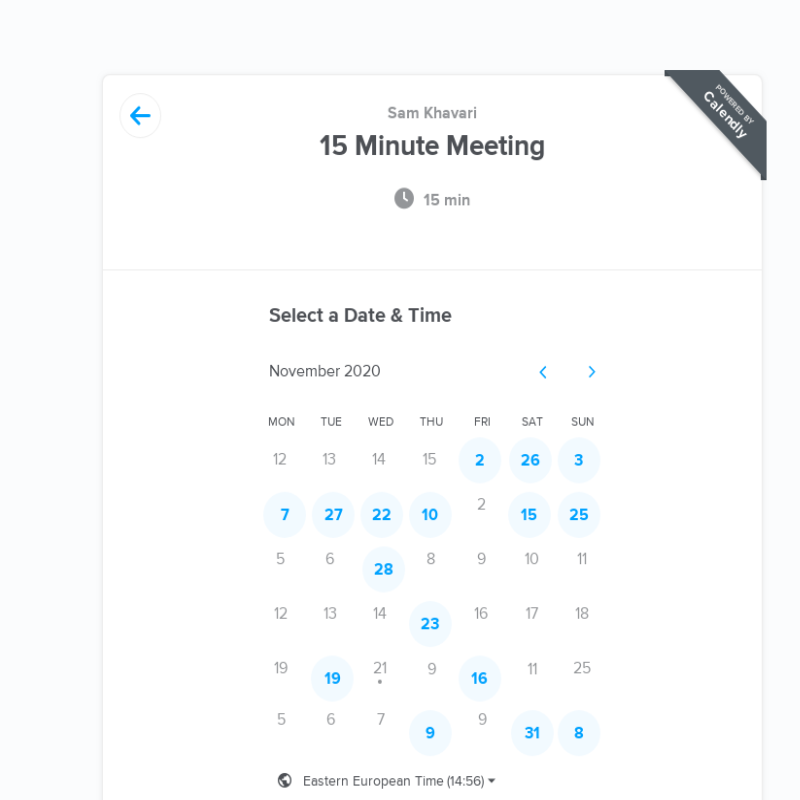 POWERED BY
Calendly
Sam Khavari
15 Minute Meeting
15 min
Select a Date & Time
November 2020
MON TUE WED THU FRI SAT SUN
12 13 14 15 2 26 3
7 27 22 10 2 15 25
5 6 28 8 9 10 11
12 13 14 23 16 17 18
19 19 21 9 16 11 25
5 6 7 9 9 31 8
Eastern European Time (14:56)